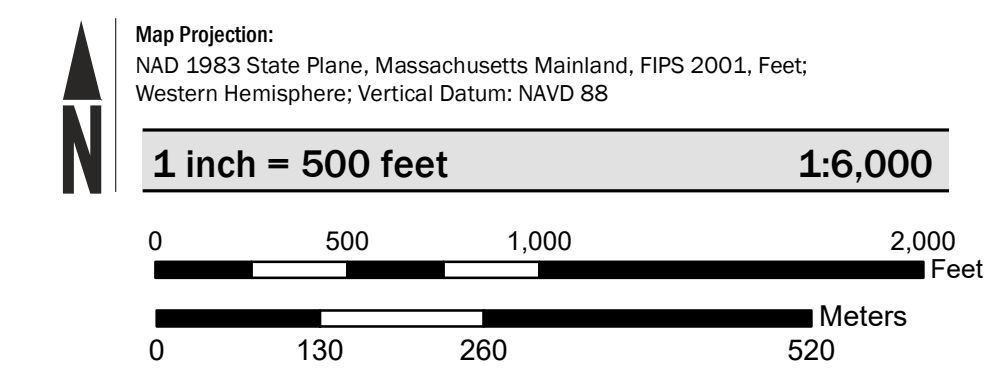 N
Map Projection:
NAD 1983 State Plane, Massachusetts Mainland, FIPS 2001, Feet;
Western Hemisphere; Vertical Datum: NAVD 88
1 inch = 500 feet 1:6,000
0 500 1,000 2,000
Feet
Meters
0 130 260 520